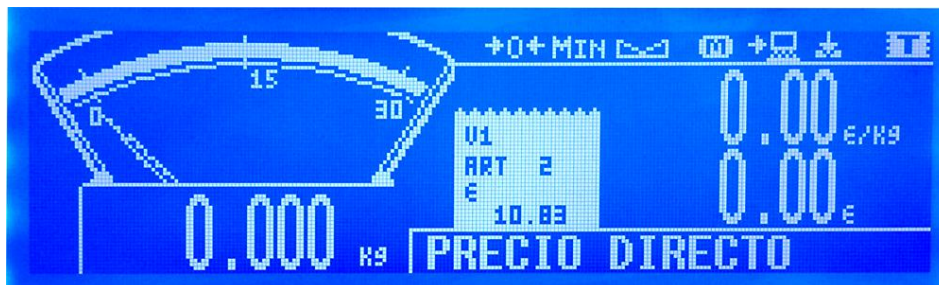 →0← MIN
M
T
0
15
30
0.00 €/Kg
V1
ART 2
€
10.83
0.00 €
0.000 Kg
PRECIO DIRECTO